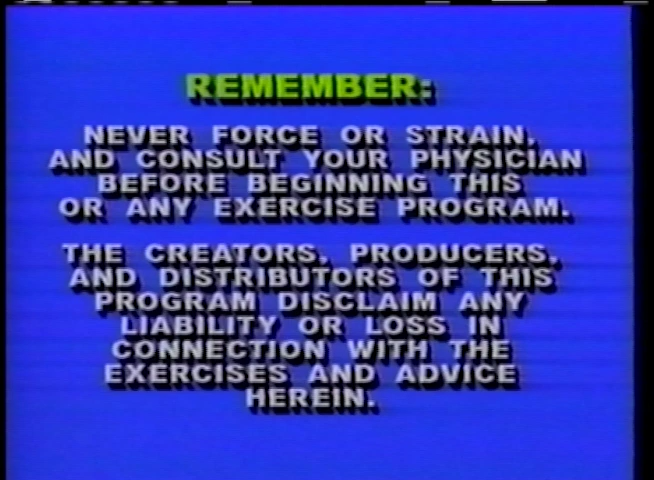 REMEMBER:
NEVER FORCE OR STRAIN,
AND CONSULT YOUR PHYSICIAN
BEFORE BEGINNING THIS
OR ANY EXERCISE PROGRAM.
THE CREATORS, PRODUCERS,
AND DISTRIBUTORS OF THIS
PROGRAM DISCLAIM ANY
LIABILITY OR LOSS IN
CONNECTION WITH THE
EXERCISES AND ADVICE
HEREIN.